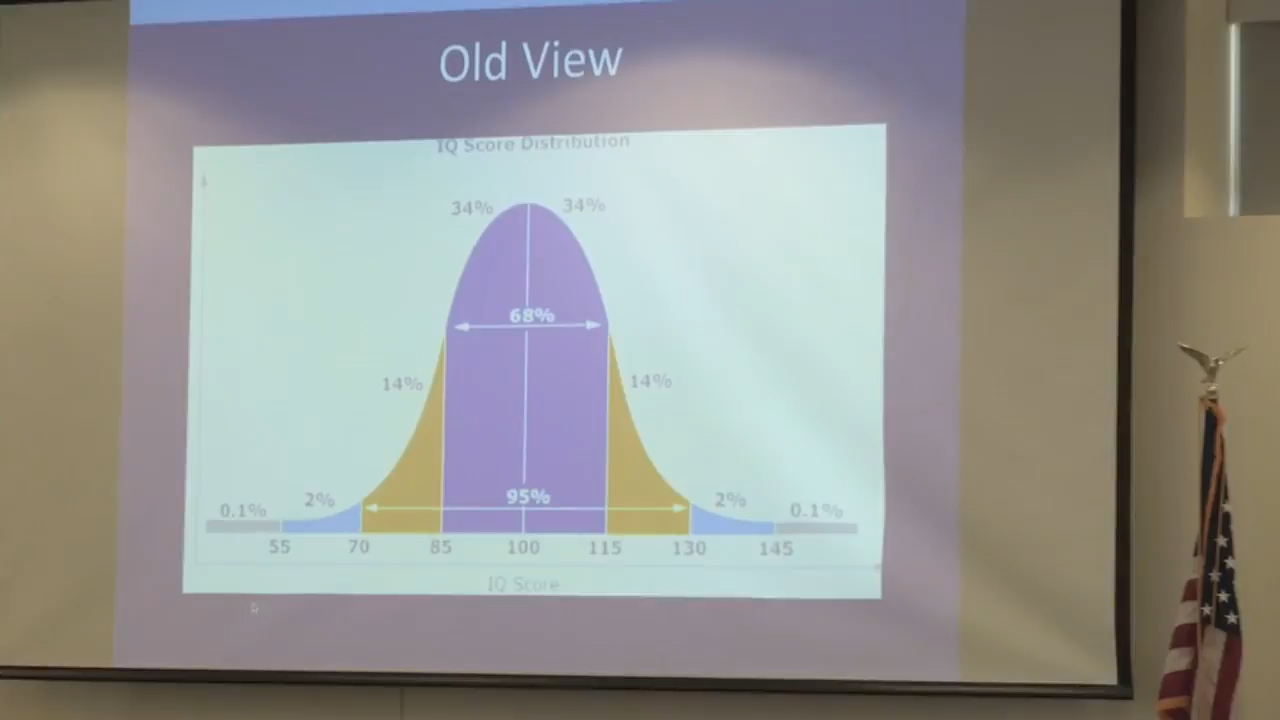 Old View
IQ Score Distribution
34% 34%
68%
14% 14%
95%
0.1% 2% 2% 0.1%
55 70 85 100 115 130 145
IQ Score